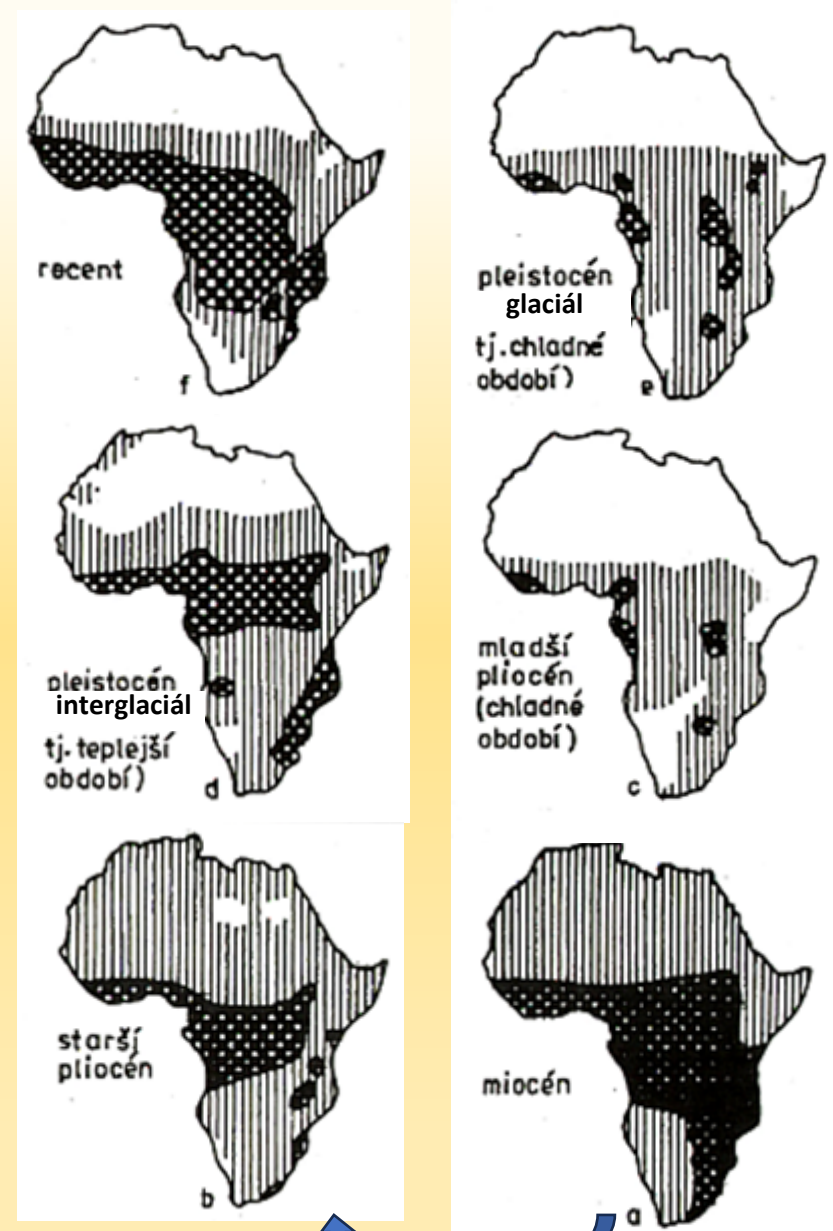 recent
f
pleistocén
glaciál
tj. chladné
období)
e
pleistocén
interglaciál
tj. teplejší
období)
d
mladší
pliocén
(chladné
období)
c
starší
pliocén
b
miocén
a